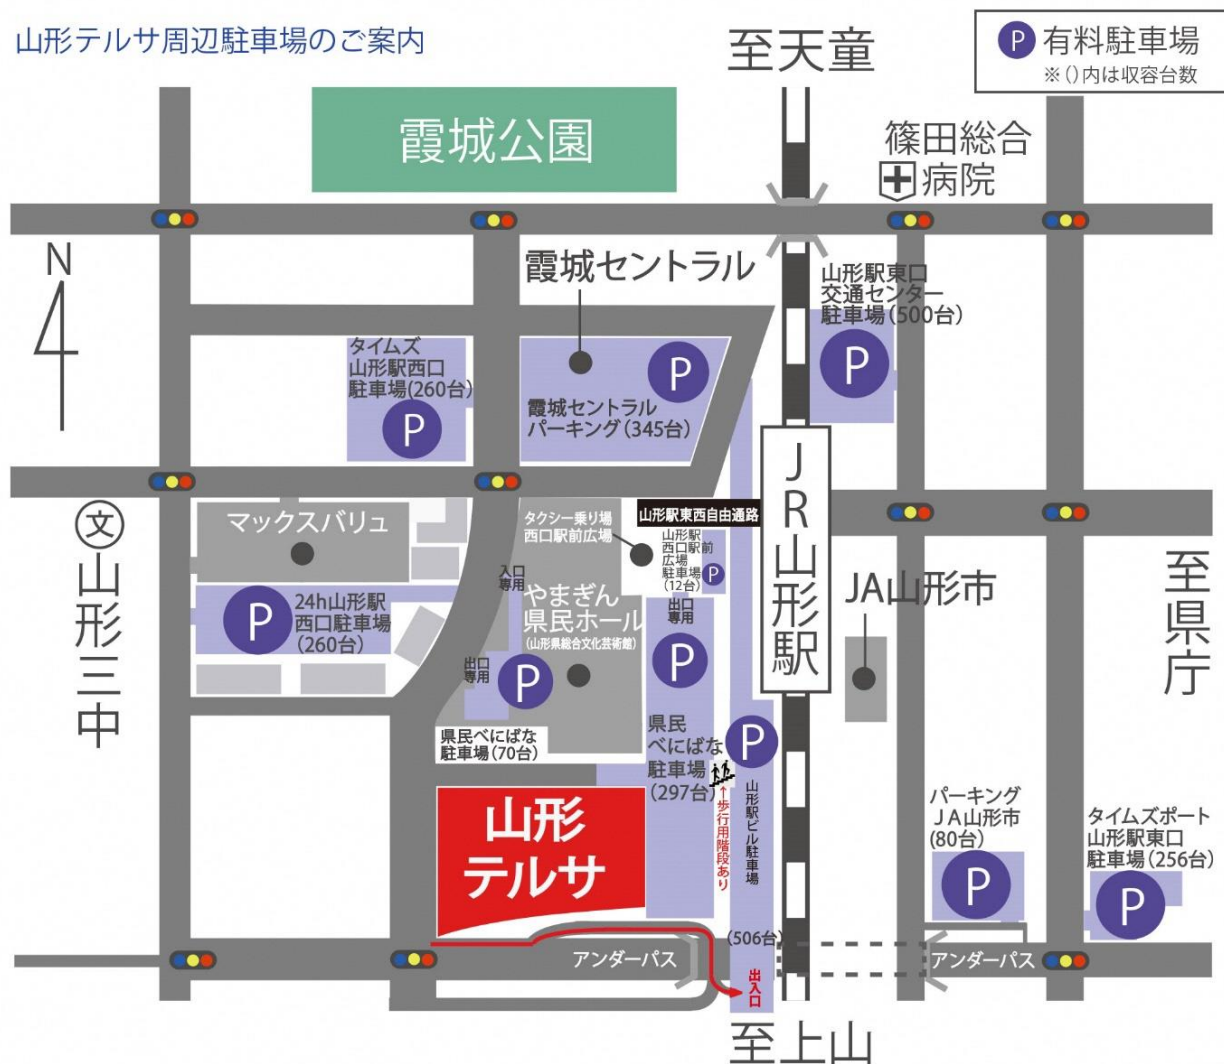 山形テルサ周辺駐車場のご案内
至天童
P 有料駐車場
※()内は収容台数
霞城公園
篠田総合
病院
N
霞城セントラル
山形駅東口
交通センター
駐車場(500台)
P
タイムズ
山形駅西口
駐車場(260台)
P
P
霞城セントラル
パーキング(345台)
JR山形駅
文
山形三中
マックスバリュ
タクシー乗り場
西口駅前広場
山形駅東西自由通路
山形駅
西口駅前
広場
駐車場
(12台)
P
入口
専用
やまぎん
県民ホール
(山形県総合文化芸術館)
出口
専用
P
24h山形駅
西口駐車場
(260台)
JA山形市
至県庁
出口
専用
P
P
県民べにばな
駐車場(70台)
県民
べにばな
駐車場
(297台)
P
山形駅ビル駐車場
(506台)
↑歩行用階段あり
山形
テルサ
パーキング
JA山形市
(80台)
P
タイムズポート
山形駅東口
駐車場(256台)
P
アンダーパス
アンダーパス
出入口
至上山